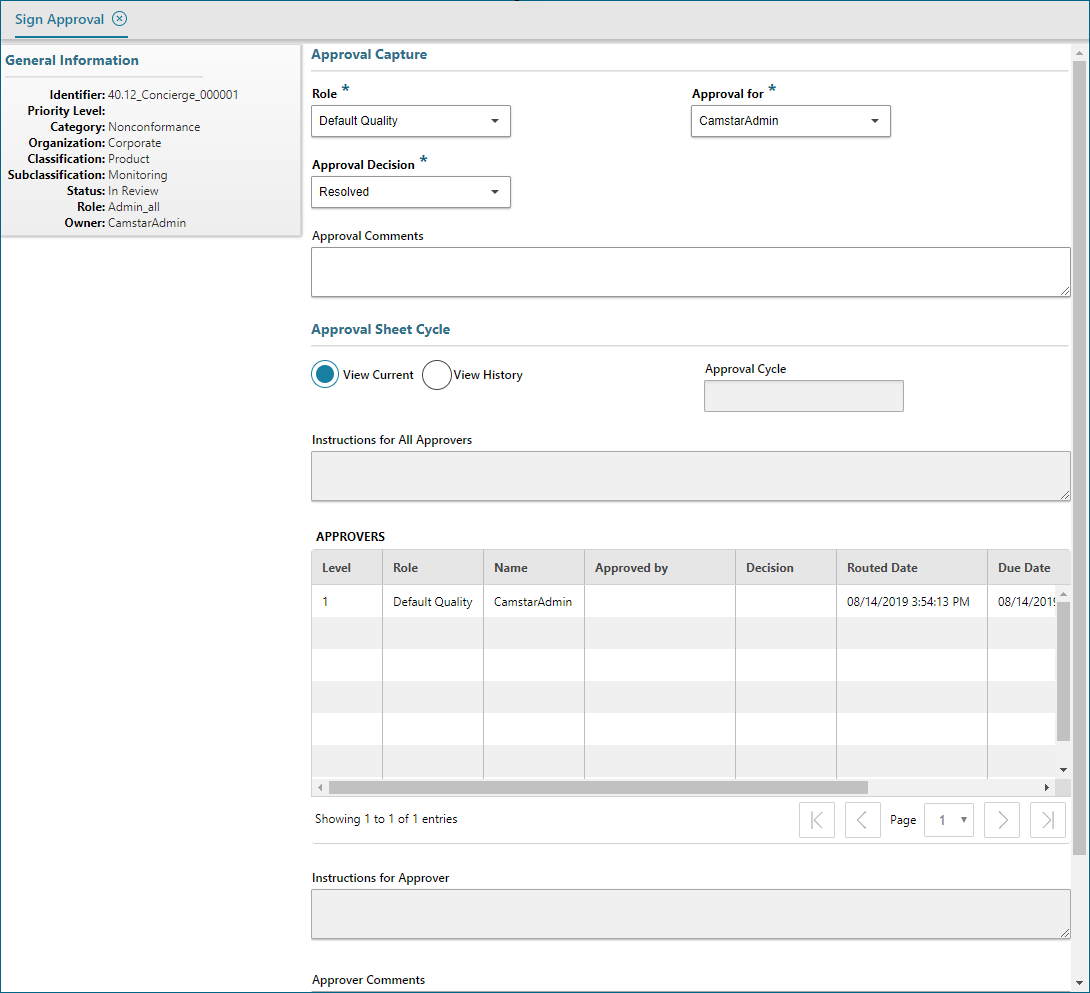 Sign Approval
General Information
Identifier: 40.12_Concierge_000001
Priority Level:
Category: Nonconformance
Organization: Corporate
Classification: Product
Subclassification: Monitoring
Status: In Review
Role: Admin_all
Owner: CamstarAdmin
Approval Capture
Role * Approval for *
Default Quality CamstarAdmin
Approval Decision *
Resolved
Approval Comments
Approval Sheet Cycle
View Current View History Approval Cycle
Instructions for All Approvers
APPROVERS
Level Role Name Approved by Decision Routed Date Due Date
1 Default Quality CamstarAdmin 08/14/2019 3:54:13 PM 08/14/2019
Showing 1 to 1 of 1 entries Page 1
Instructions for Approver
Approver Comments